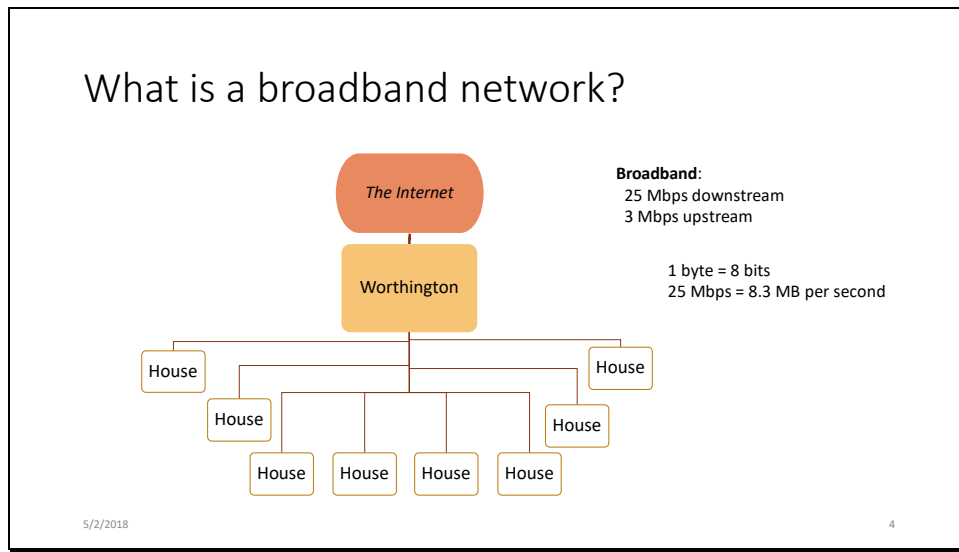 What is a broadband network?
The Internet
Broadband:
25 Mbps downstream
3 Mbps upstream
Worthington
1 byte = 8 bits
25 Mbps = 8.3 MB per second
House
House
House
House
House
House
House
House
5/2/2018
4